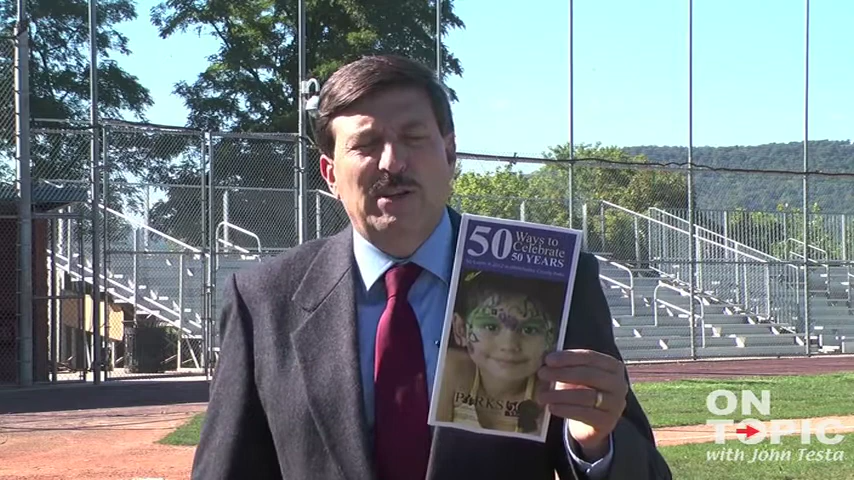 50 Ways to
Celebrate
50 YEARS
PARKS
ON
TOPIC
with John Testa